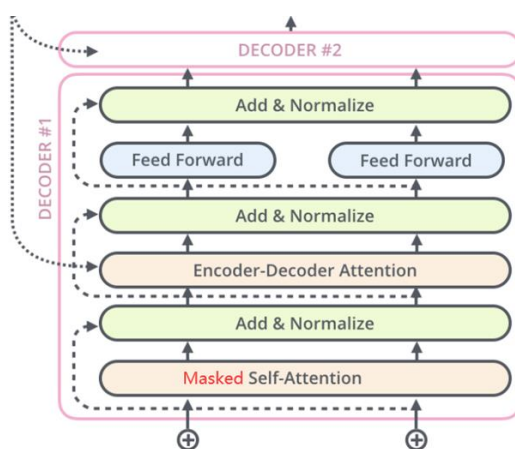 DECODER #2
DECODER #1
Add & Normalize
Feed Forward
Feed Forward
Add & Normalize
Encoder-Decoder Attention
Add & Normalize
Masked Self-Attention